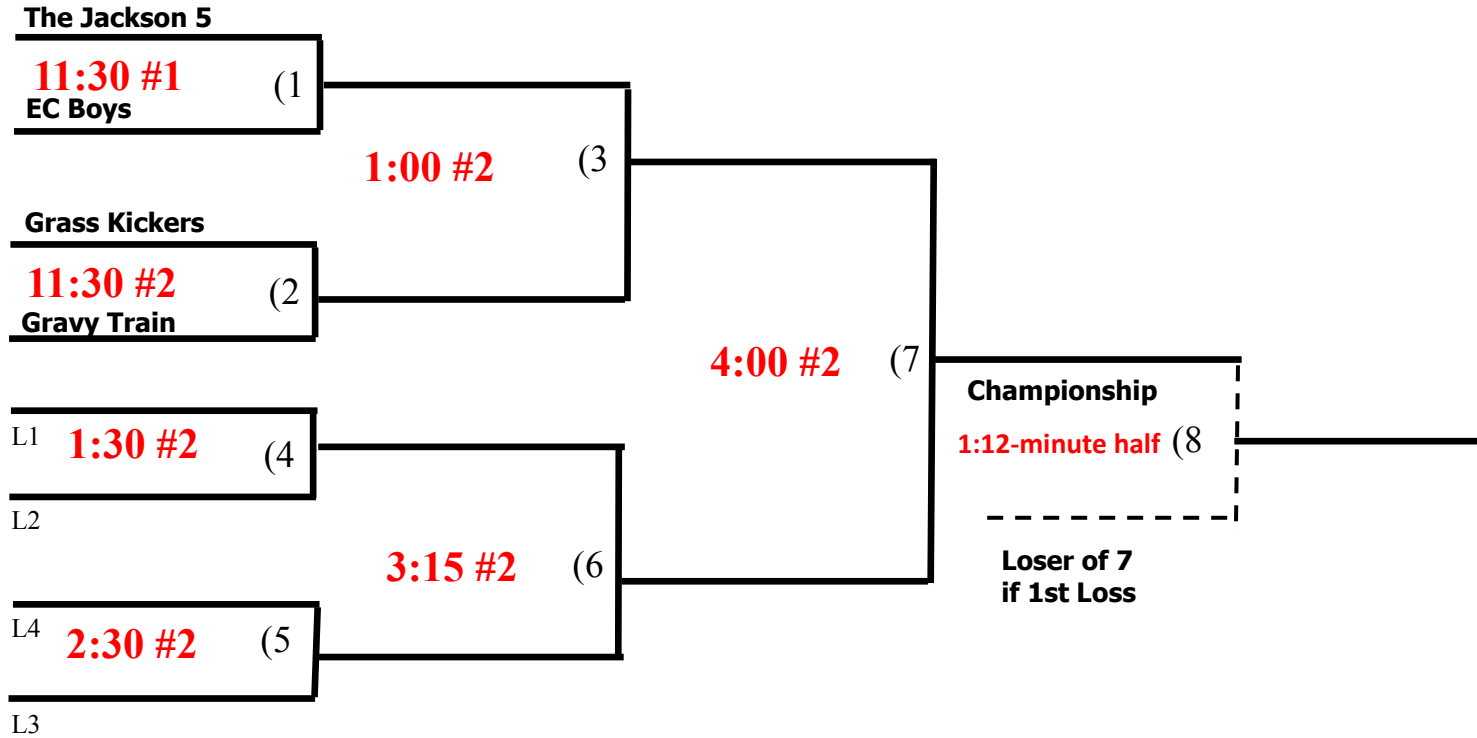 The Jackson 5
11:30 #1
(1
EC Boys
1:00 #2
(3
Grass Kickers
11:30 #2
(2
Gravy Train
4:00 #2
(7
Championship
1:12-minute half
(8
L1
1:30 #2
(4
L2
3:15 #2
(6
Loser of 7
if 1st Loss
L4
2:30 #2
(5
L3